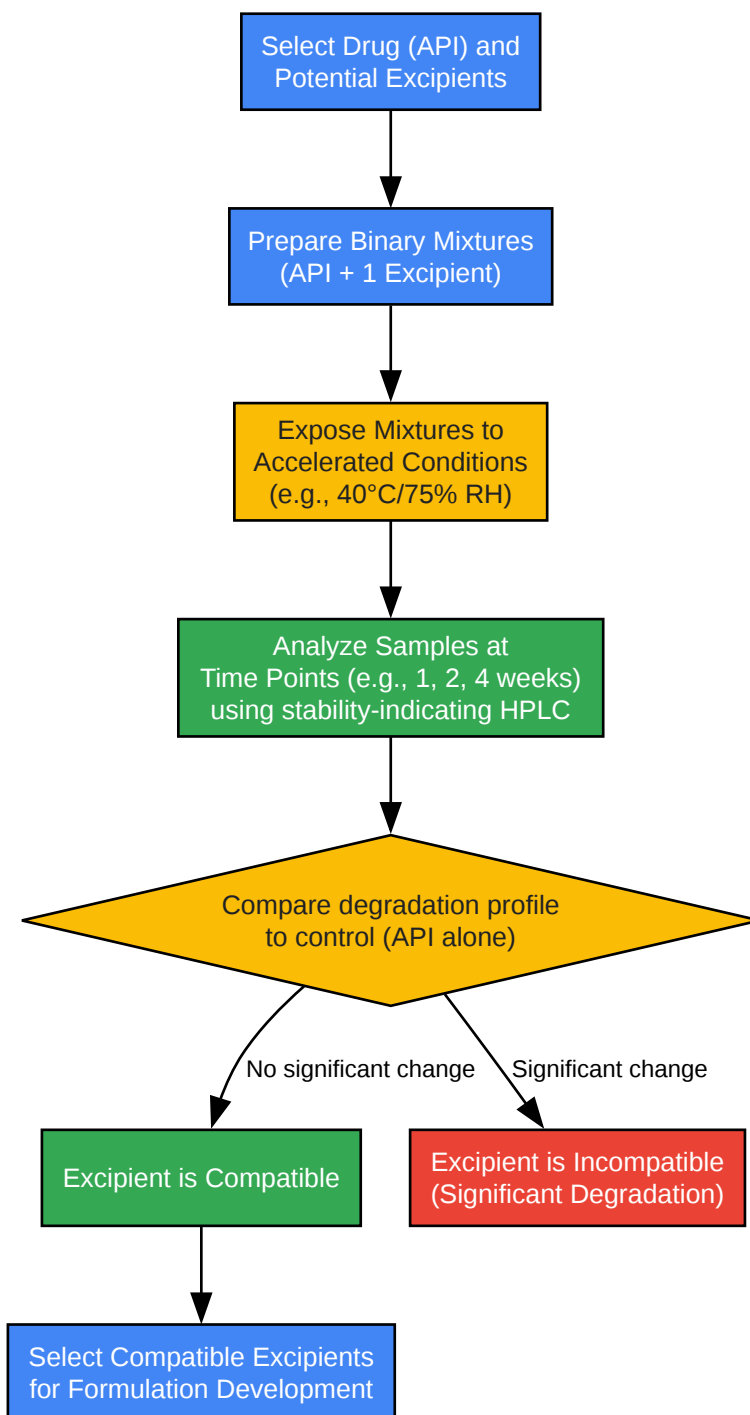 Select Drug (API) and
Potential Excipients
Prepare Binary Mixtures
(API + 1 Excipient)
Expose Mixtures to
Accelerated Conditions
(e.g., 40°C/75% RH)
Analyze Samples at
Time Points (e.g., 1, 2, 4 weeks)
using stability-indicating HPLC
Compare degradation profile
to control (API alone)
No significant change
Significant change
Excipient is Compatible
Excipient is Incompatible
(Significant Degradation)
Select Compatible Excipients
for Formulation Development